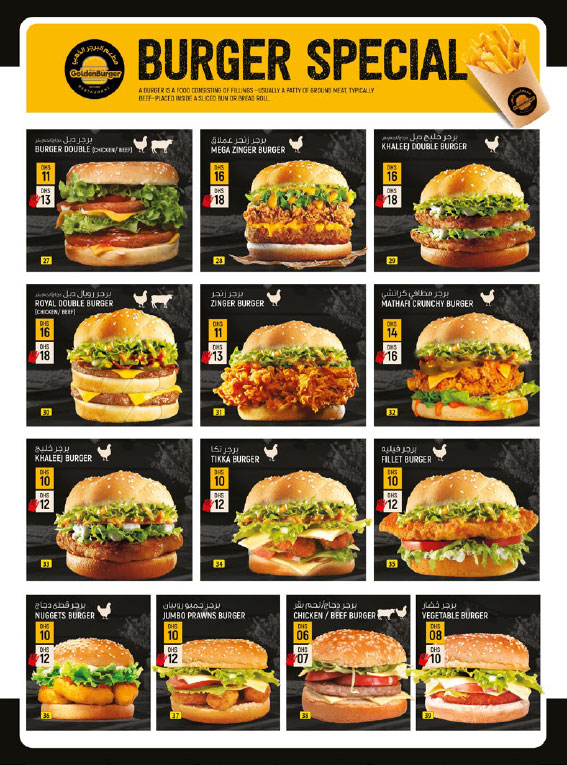 مطعم البرجر الذهبي
GoldenBurger
RESTAURANT
BURGER SPECIAL
A BURGER IS A FOOD CONSISTING OF FILLINGS—USUALLY A PATTY OF GROUND MEAT, TYPICALLY
BEEF—PLACED INSIDE A SLICED BUN OR BREAD ROLL.
برجر دبل دجاج/لحم بقر
BURGER DOUBLE (CHICKEN/ BEEF)
DHS
11
DHS
13
27
برجر زنجر عملاق
MEGA ZINGER BURGER
DHS
16
DHS
18
28
برجر خليج دبل
KHALEEJ DOUBLE BURGER
DHS
16
DHS
18
29
برجر رويال دبل
ROYAL DOUBLE BURGER
(CHICKEN/ BEEF)
DHS
16
DHS
18
30
برجر زنجر
ZINGER BURGER
DHS
11
DHS
13
31
برجر مطافي كرانشي
MATHAFI CRUNCHY BURGER
DHS
14
DHS
16
32
برجر خليج
KHALEEJ BURGER
DHS
10
DHS
12
33
برجر تكا
TIKKA BURGER
DHS
10
DHS
12
34
برجر فيليه
FILLET BURGER
DHS
10
DHS
12
35
برجر قطع دجاج
NUGGETS BURGER
DHS
10
DHS
12
36
برجر جمبو روبيان
JUMBO PRAWNS BURGER
DHS
10
DHS
12
37
برجر دجاج/لحم بقر
CHICKEN / BEEF BURGER
DHS
06
DHS
07
38
برجر خضار
VEGETABLE BURGER
DHS
08
DHS
10
39